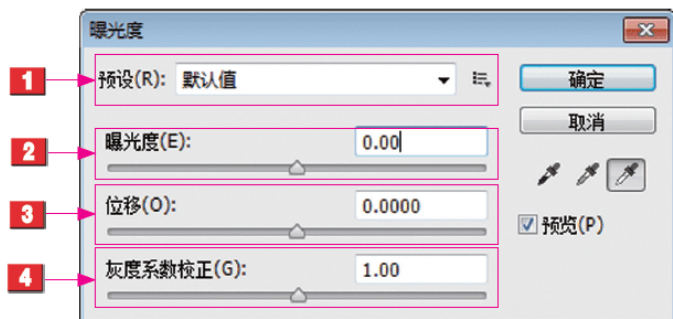 曝光度
1 预设(R): 默认值
确定
取消
2 曝光度(E): 0.00
3 位移(O): 0.0000
预览(P)
4 灰度系数校正(G): 1.00